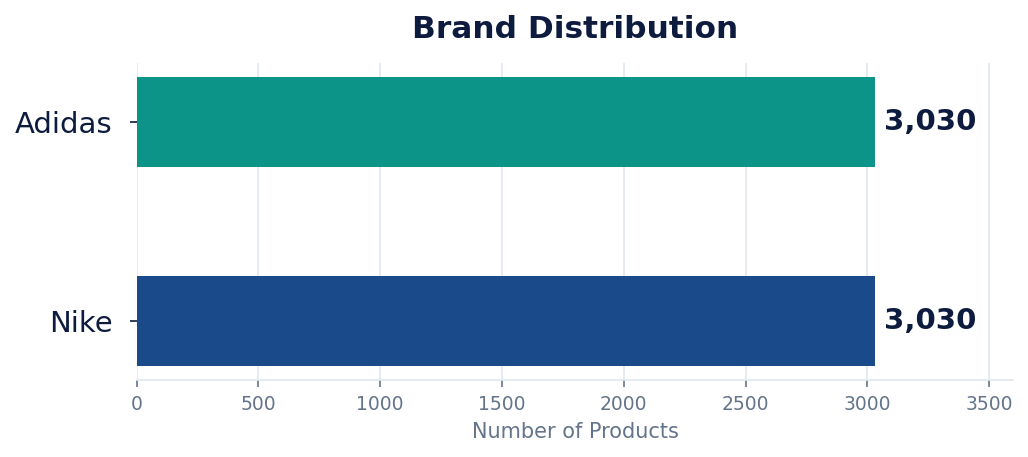 Brand Distribution
Adidas
3,030
Nike
3,030
0 500 1000 1500 2000 2500 3000 3500
Number of Products